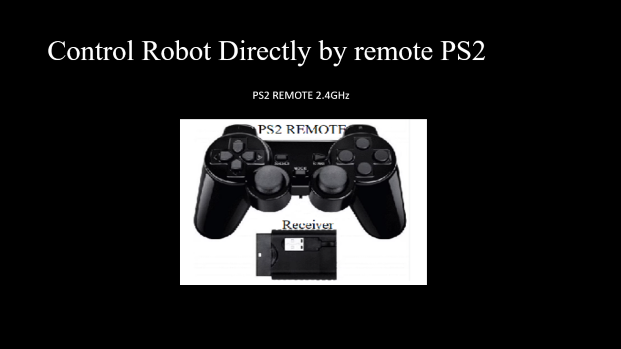 Control Robot Directly by remote PS2
PS2 REMOTE 2.4GHz
PS2 REMOTE
Receiver